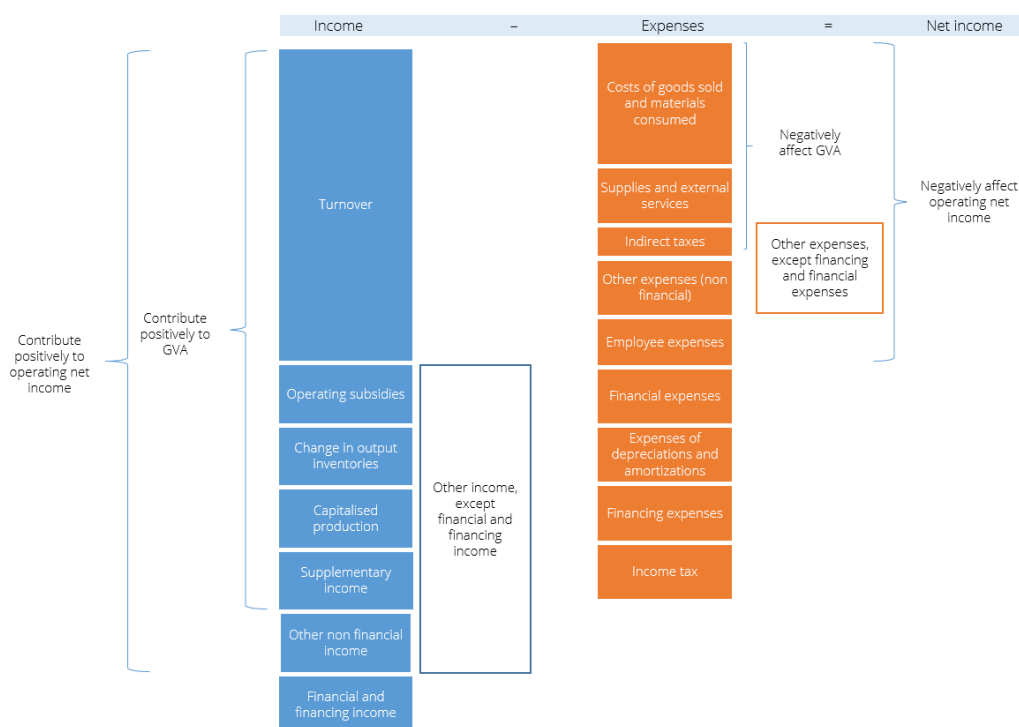 Income – Expenses = Net income
Contribute
positively to
operating net
income
Contribute
positively to
GVA
Turnover
Operating subsidies
Change in output
inventories
Capitalised
production
Supplementary
income
Other non financial
income
Financial and
financing income
Other income,
except
financial and
financing
income
Costs of goods sold
and materials
consumed
Supplies and external
services
Indirect taxes
Other expenses (non
financial)
Employee expenses
Financial expenses
Expenses of
depreciations and
amortizations
Financing expenses
Income tax
Negatively
affect GVA
Other expenses,
except financing
and financial
expenses
Negatively affect
operating net
income